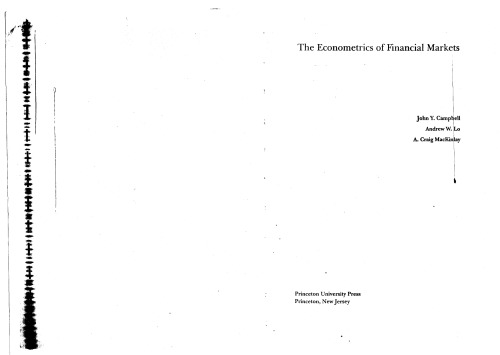 The Econometrics of Financial Markets
John Y. Campbell
Andrew W. Lo
A. Craig MacKinlay
Princeton University Press
Princeton, New Jersey